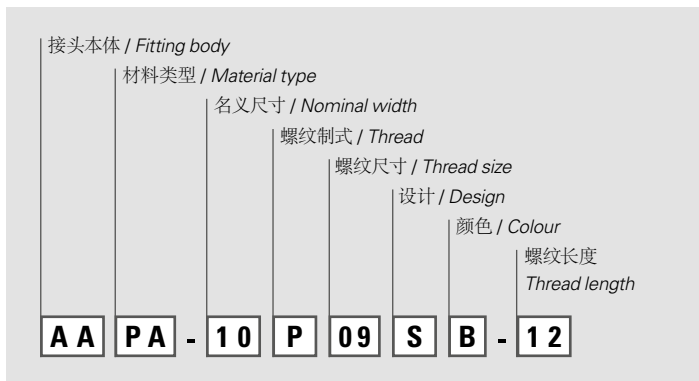 接头本体 / Fitting body
材料类型 / Material type
名义尺寸 / Nominal width
螺纹制式 / Thread
螺纹尺寸 / Thread size
设计 / Design
颜色 / Colour
螺纹长度
Thread length
AA PA - 10 P 09 S B - 12